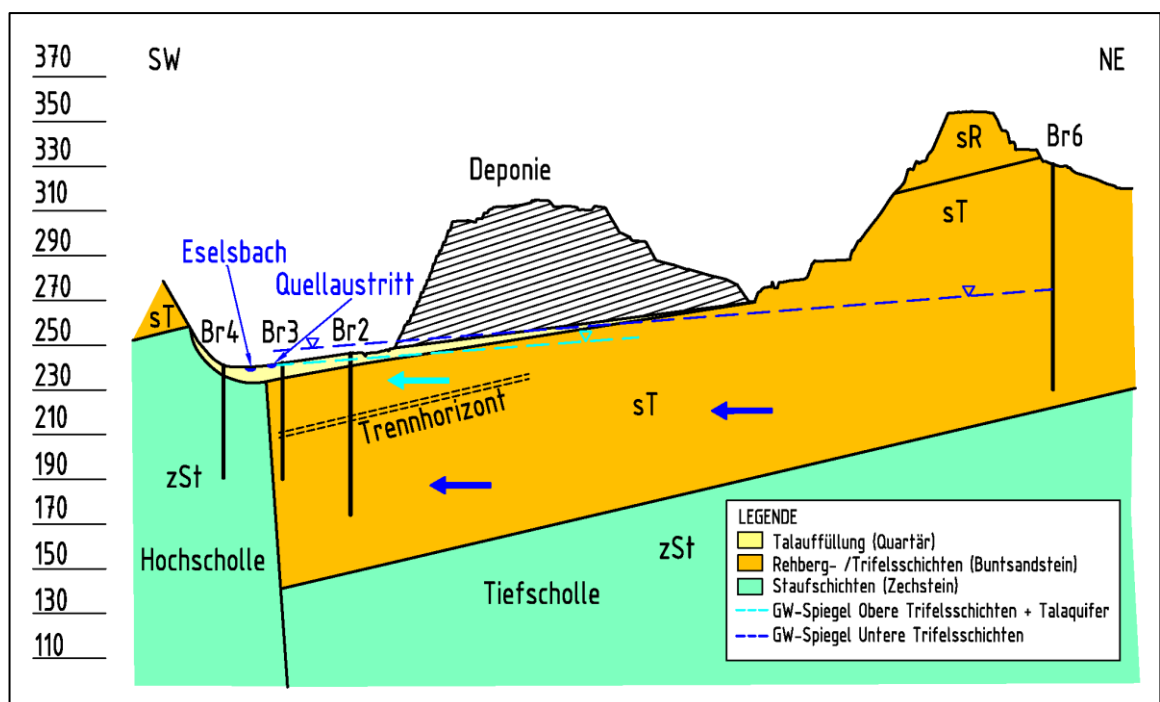 370
SW
NE
350
sR
Br6
330
Deponie
310
sT
290
Eselsbach
Quellaustritt
270
sT
Br4
Br3
Br2
250
230
sT
Trennhorizont
210
190
zSt
170
zSt
150
Hochscholle
Tiefscholle
130
110
LEGENDE
Talauffüllung (Quartär)
Rehberg- /Trifelsschichten (Buntsandstein)
Staufschichten (Zechstein)
GW-Spiegel Obere Trifelsschichten + Talaquifer
GW-Spiegel Untere Trifelsschichten